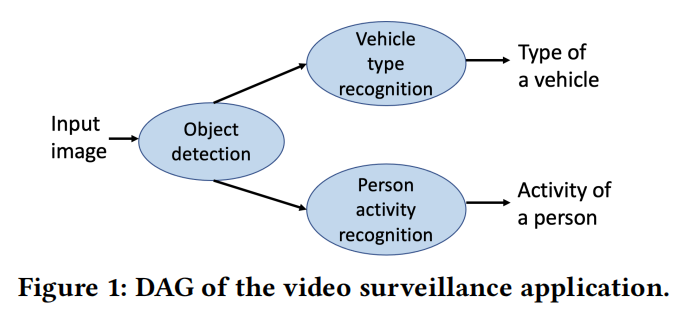 Vehicle
type
recognition
Type of
a vehicle
Input
image
Object
detection
Person
activity
recognition
Activity of
a person
Figure 1: DAG of the video surveillance application.